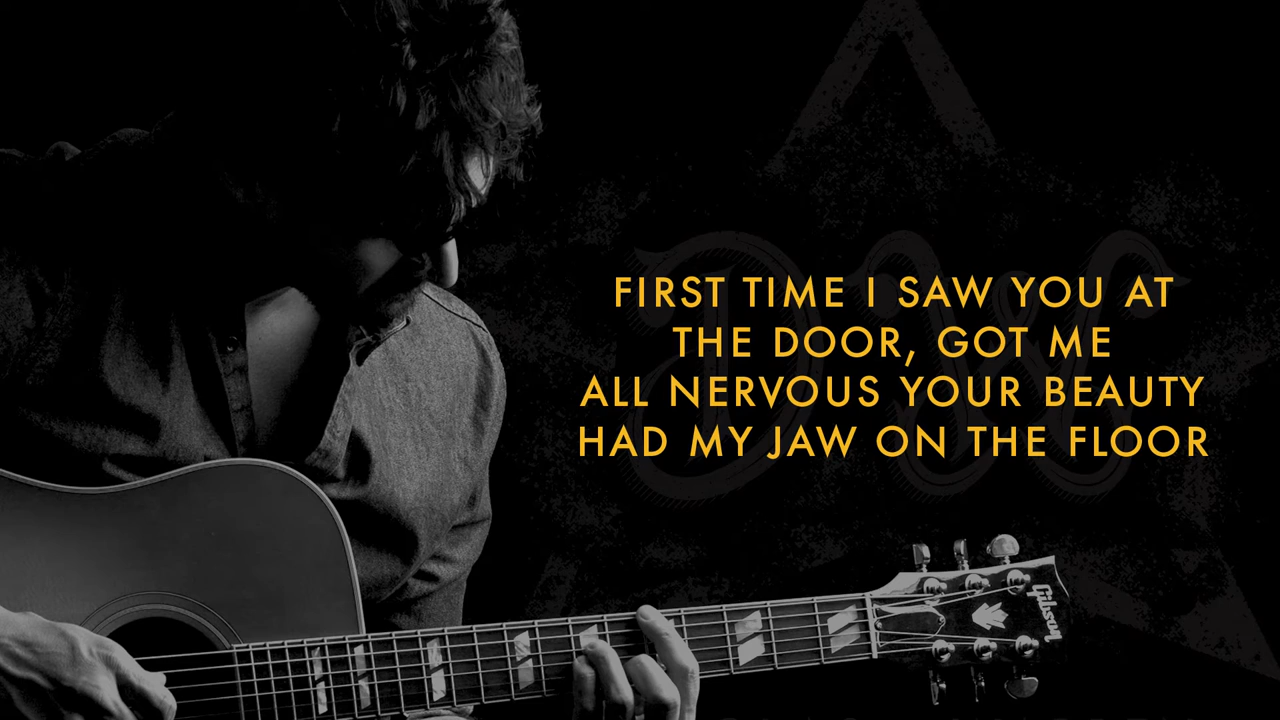 FIRST TIME I SAW YOU AT
THE DOOR, GOT ME
ALL NERVOUS YOUR BEAUTY
HAD MY JAW ON THE FLOOR
DW
Gibson